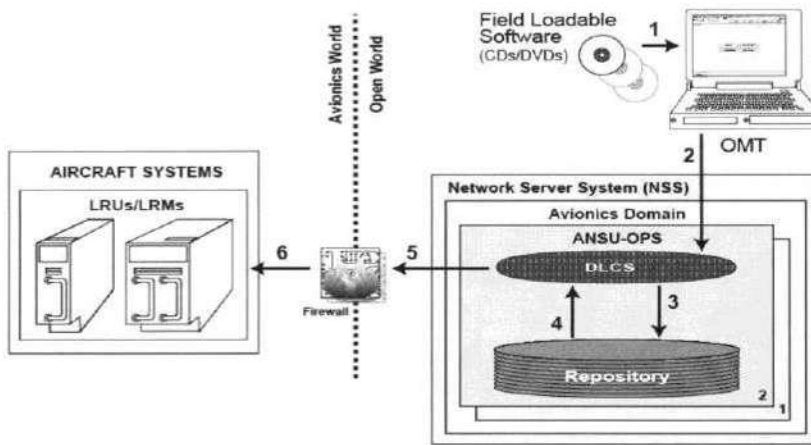 Field Loadable
Software
(CDs/DVDs)
1
OMT
2
Avionics World
Open World
AIRCRAFT SYSTEMS
LRUs/LRMs
6
Firewall
5
Network Server System (NSS)
Avionics Domain
ANSU-OPS
DLCS
4
3
Repository
2
1